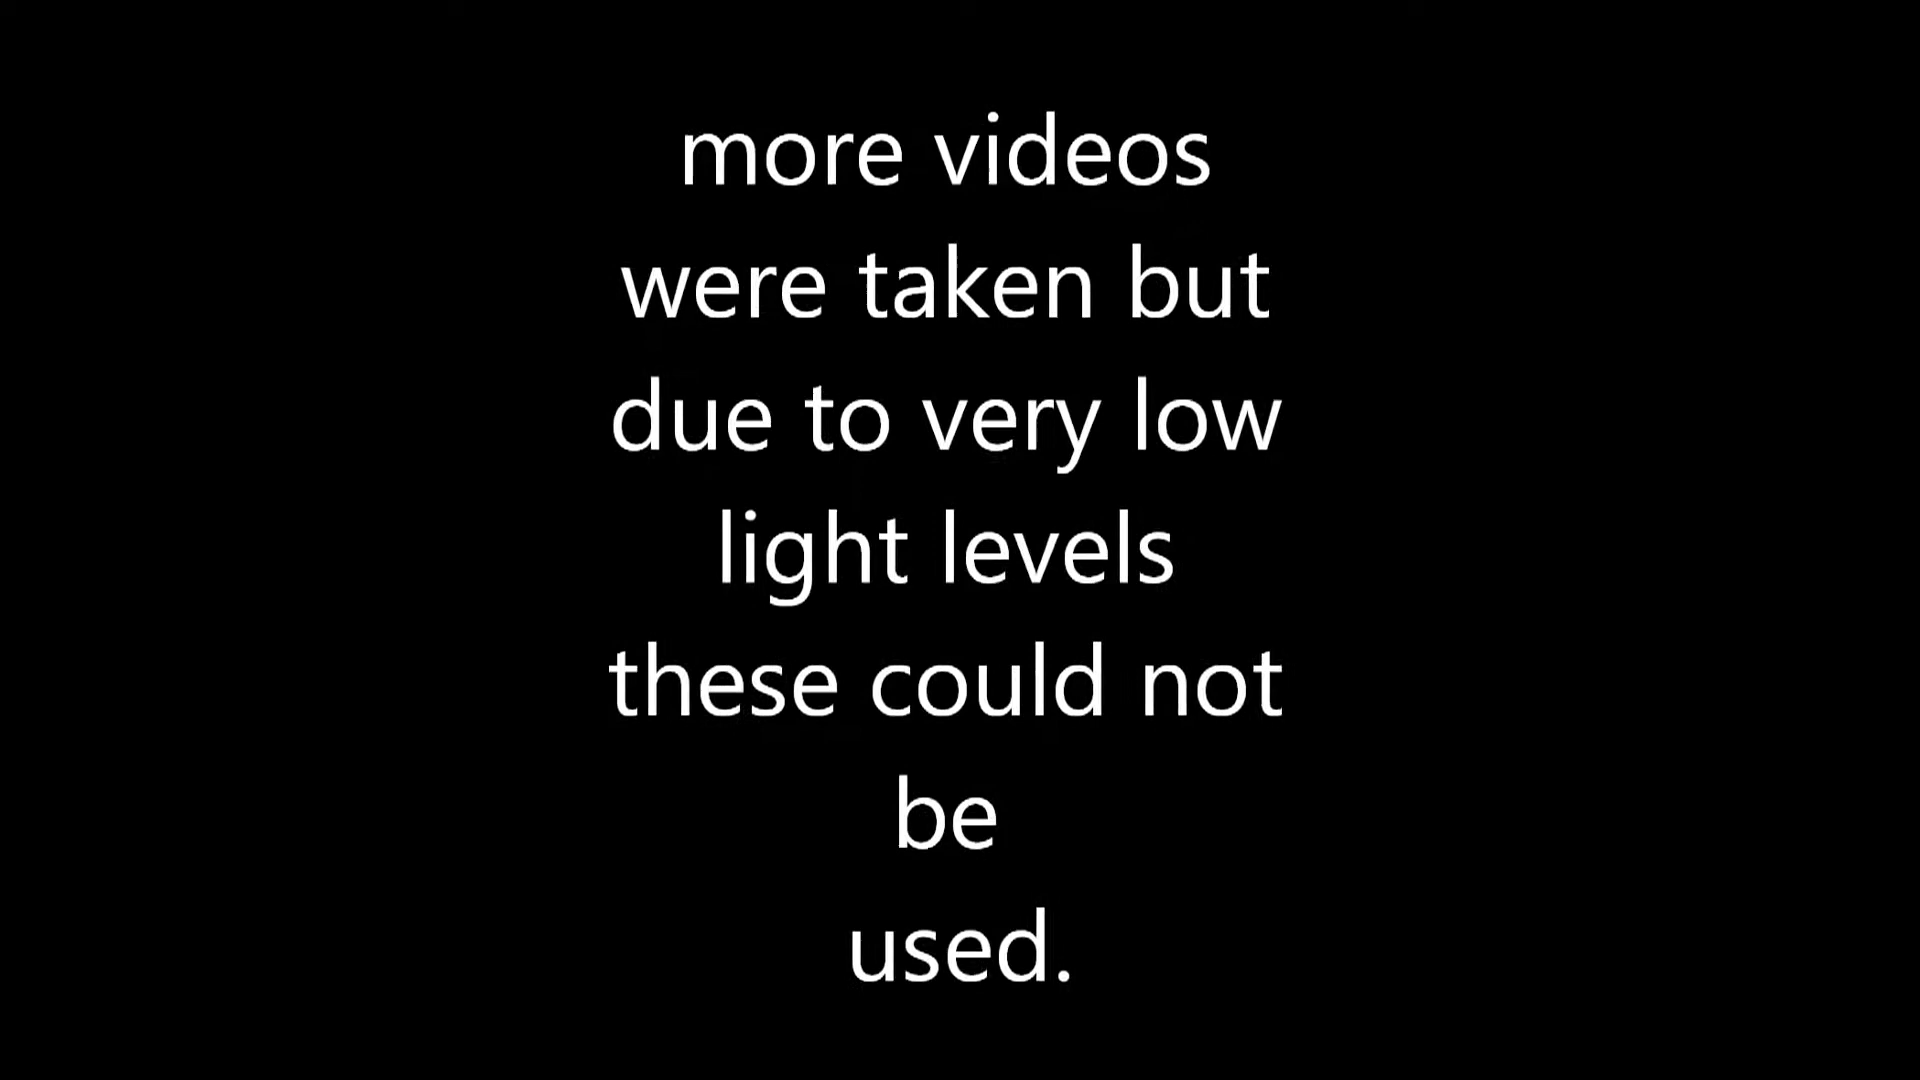 more videos
were taken but
due to very low
light levels
these could not
be
used.